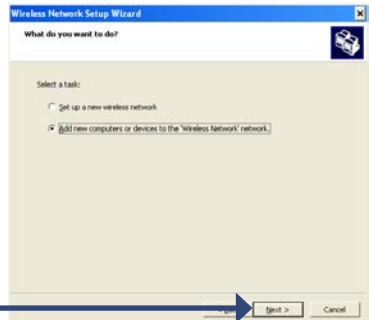 Wireless Network Setup Wizard
What do you want to do?
Select a task:
Set up a new wireless network
Add new computers or devices to the 'Wireless Network' network.
Next >
Cancel